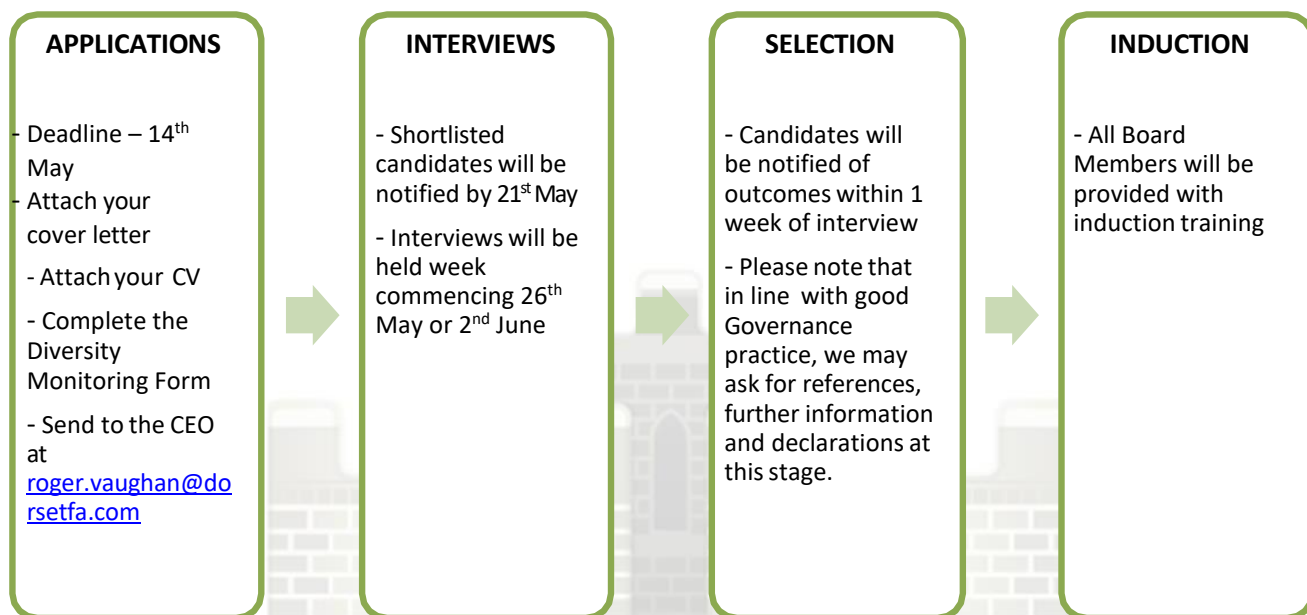 APPLICATIONS
- Deadline – 14th
May
- Attach your
cover letter
- Attach your CV
- Complete the
Diversity
Monitoring Form
- Send to the CEO
at
roger.vaughan@do
rsetfa.com
INTERVIEWS
- Shortlisted
candidates will be
notified by 21st May
- Interviews will be
held week
commencing 26th
May or 2nd June
SELECTION
- Candidates will
be notified of
outcomes within 1
week of interview
- Please note that
in line with good
Governance
practice, we may
ask for references,
further information
and declarations at
this stage.
INDUCTION
- All Board
Members will be
provided with
induction training